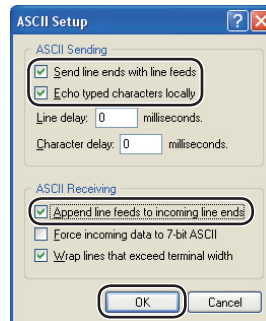 ASCII Setup
ASCII Sending
Send line ends with line feeds
Echo typed characters locally
Line delay: 0 milliseconds.
Character delay: 0 milliseconds.
ASCII Receiving
Append line feeds to incoming line ends
Force incoming data to 7-bit ASCII
Wrap lines that exceed terminal width
OK Cancel